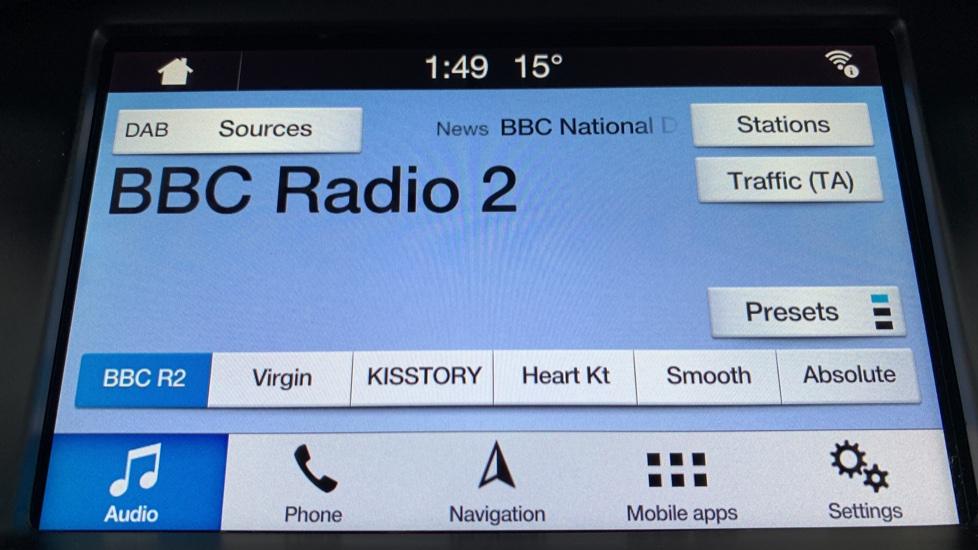 1:49 15°
DAB Sources
News BBC National D
Stations
BBC Radio 2
Traffic (TA)
Presets
BBC R2 Virgin KISSTORY Heart Kt Smooth Absolute
Audio Phone Navigation Mobile apps Settings